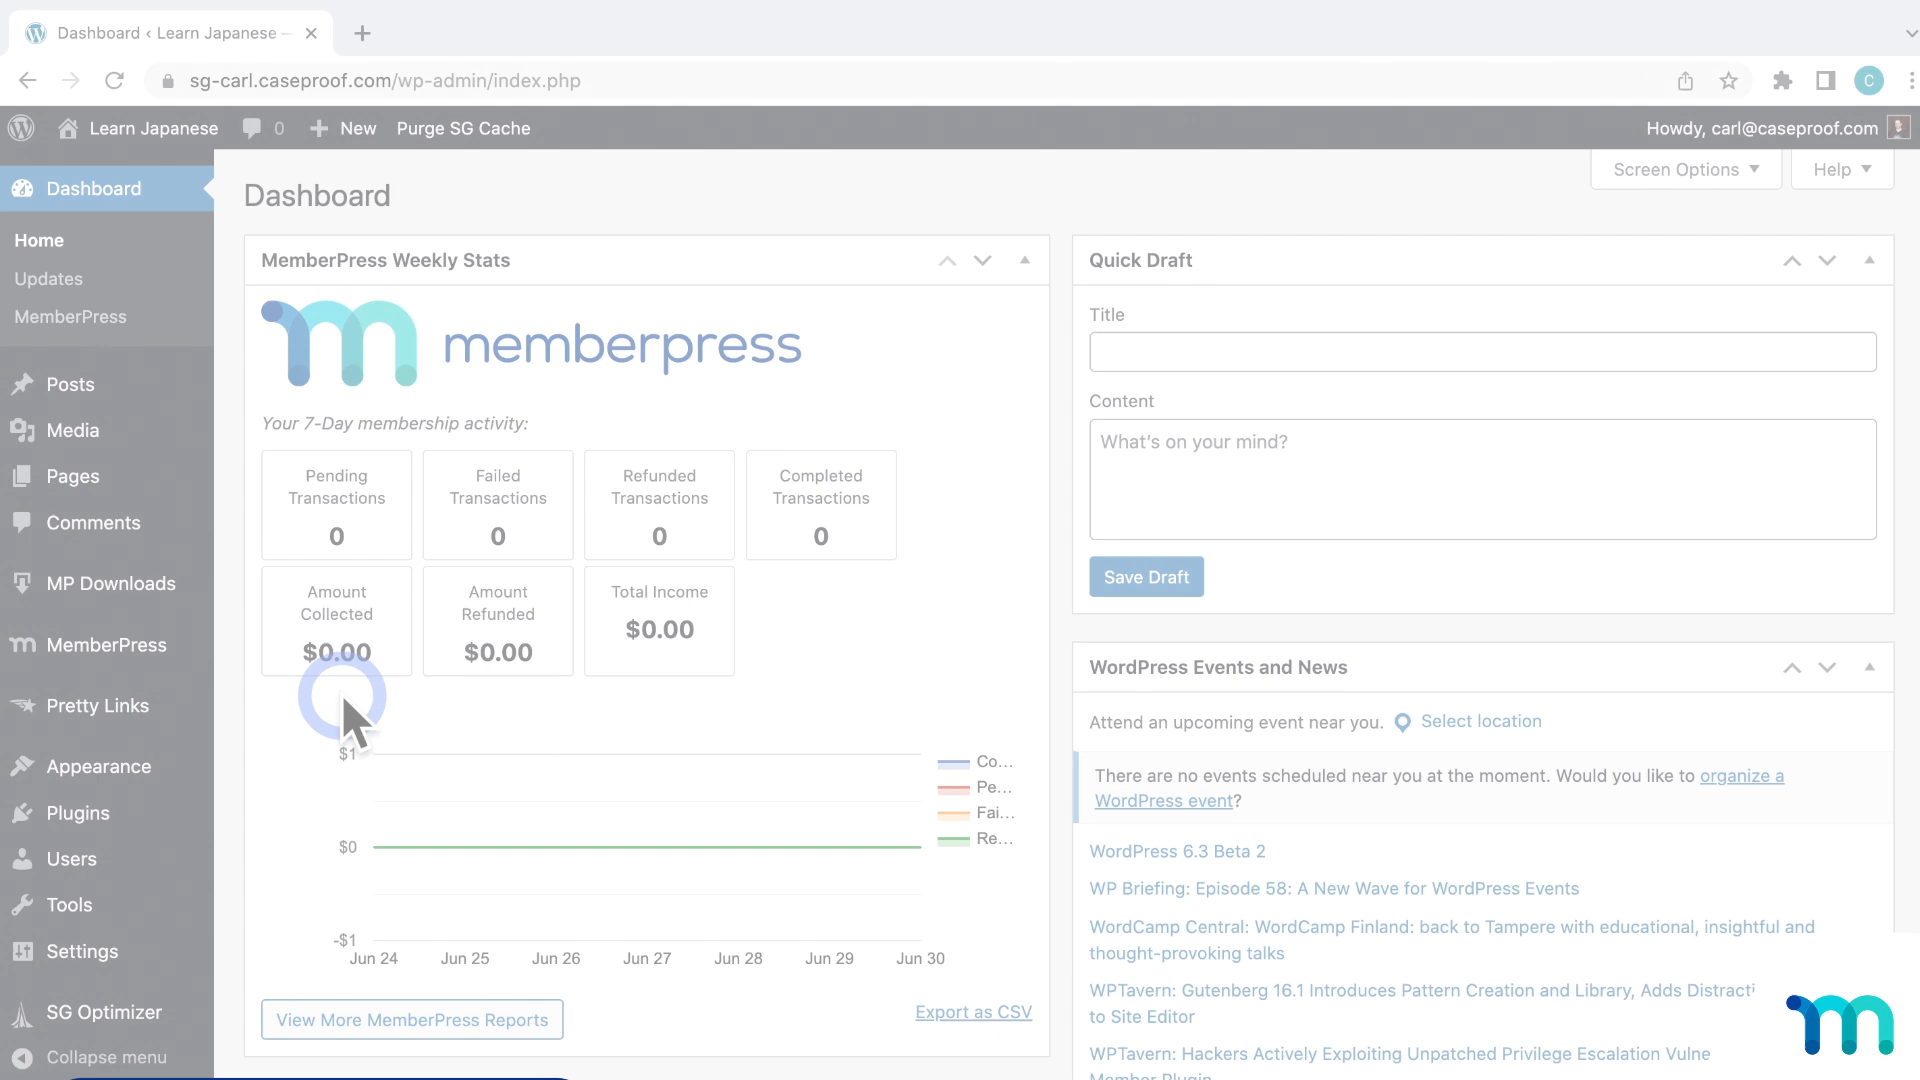 Dashboard ‹ Learn Japanese —
sg-carl.caseproof.com/wp-admin/index.php
C
Learn Japanese
0
New
Purge SG Cache
Howdy, carl@caseproof.com
Dashboard
Home
Updates
MemberPress
Posts
Media
Pages
Comments
MP Downloads
MemberPress
Pretty Links
Appearance
Plugins
Users
Tools
Settings
SG Optimizer
Collapse menu
Screen Options
Help
Dashboard
MemberPress Weekly Stats
memberpress
Your 7-Day membership activity:
Pending
Transactions
0
Failed
Transactions
0
Refunded
Transactions
0
Completed
Transactions
0
Amount
Collected
$0.00
Amount
Refunded
$0.00
Total Income
$0.00
$1
$0
-$1
Jun 24
Jun 25
Jun 26
Jun 27
Jun 28
Jun 29
Jun 30
Co...
Pe...
Fai...
Re...
View More MemberPress Reports
Export as CSV
Quick Draft
Title
Content
What's on your mind?
Save Draft
WordPress Events and News
Attend an upcoming event near you.
Select location
There are no events scheduled near you at the moment. Would you like to organize a
WordPress event?
WordPress 6.3 Beta 2
WP Briefing: Episode 58: A New Wave for WordPress Events
WordCamp Central: WordCamp Finland: back to Tampere with educational, insightful and
thought-provoking talks
WPTavern: Gutenberg 16.1 Introduces Pattern Creation and Library, Adds
to Site Editor
WPTavern: Hackers Actively Exploiting Unpatched Privilege Escalation
Member Plugin